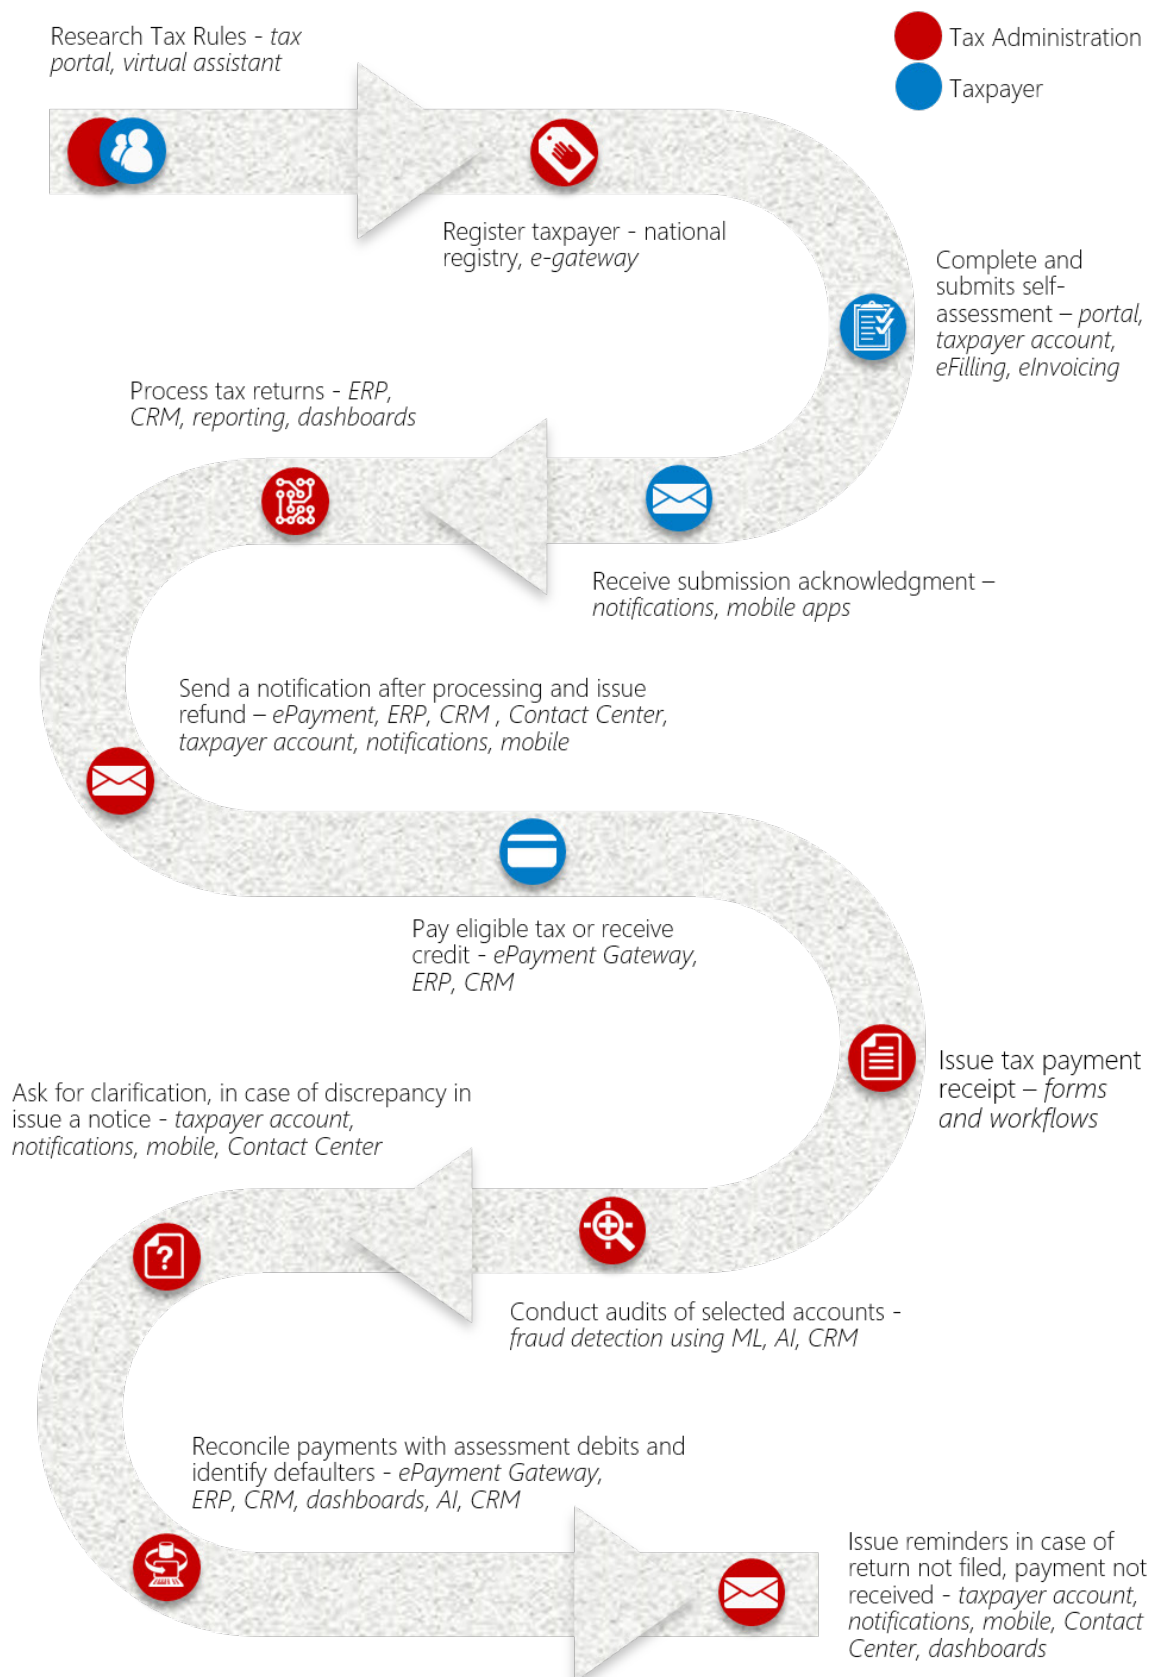 Research Tax Rules - tax
portal, virtual assistant
Tax Administration
Taxpayer
Register taxpayer - national
registry, e-gateway
Complete and
submits self-
assessment – portal,
taxpayer account,
eFilling, eInvoicing
Process tax returns - ERP,
CRM, reporting, dashboards
Receive submission acknowledgment –
notifications, mobile apps
Send a notification after processing and issue
refund – ePayment, ERP, CRM , Contact Center,
taxpayer account, notifications, mobile
Pay eligible tax or receive
credit - ePayment Gateway,
ERP, CRM
Issue tax payment
receipt – forms
and workflows
Ask for clarification, in case of discrepancy in
issue a notice - taxpayer account,
notifications, mobile, Contact Center
?
Conduct audits of selected accounts -
fraud detection using ML, AI, CRM
Reconcile payments with assessment debits and
identify defaulters - ePayment Gateway,
ERP, CRM, dashboards, AI, CRM
Issue reminders in case of
return not filed, payment not
received - taxpayer account,
notifications, mobile, Contact
Center, dashboards